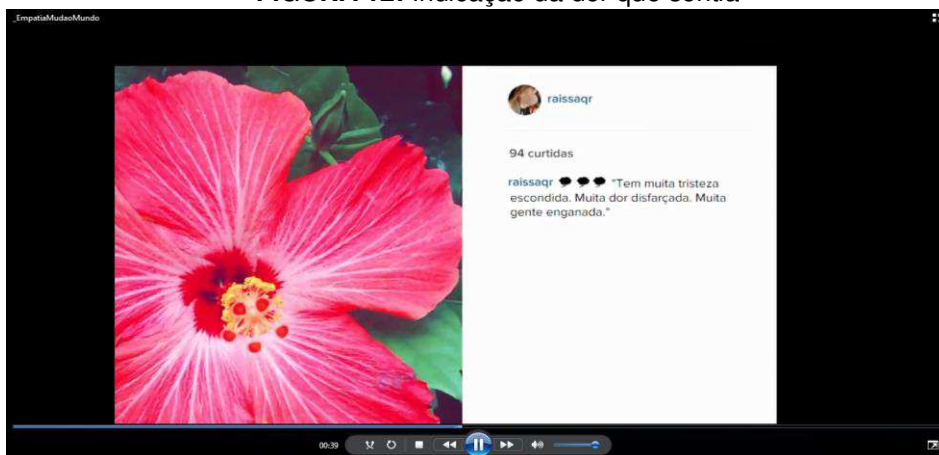 FIGURA 12: Indicação da dor que sentia
_EmpatiaMudaoMundo
raissaqr
94 curtidas
raissaqr "Tem muita tristeza
escondida. Muita dor disfarçada. Muita
gente enganada."
00:39